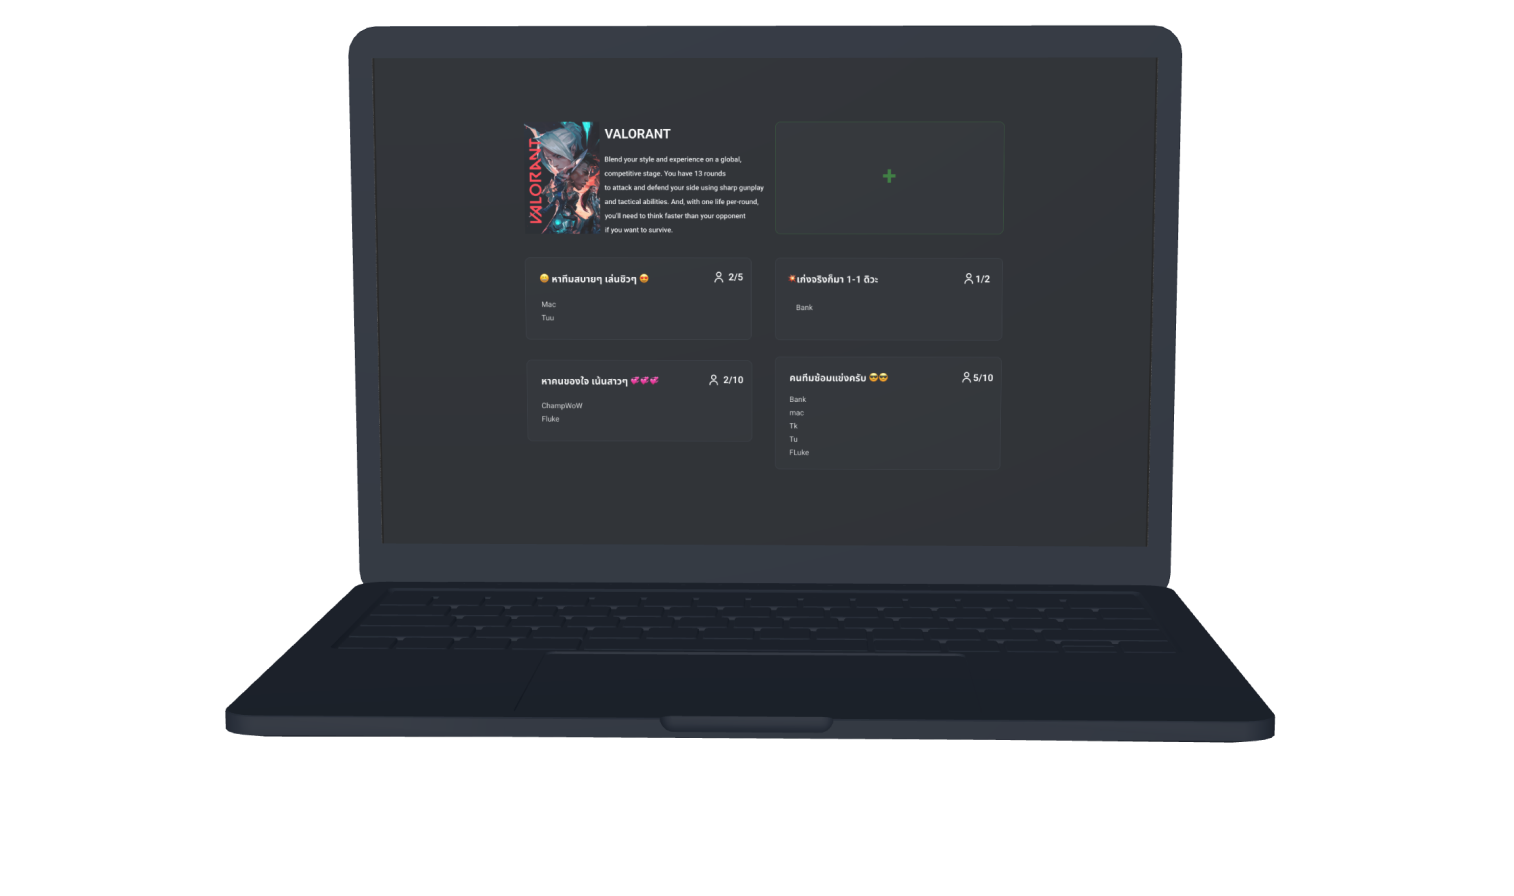 VALORANT
VALORANT
Blend your style and experience on a global,
competitive stage. You have 13 rounds
to attack and defend your side using sharp gunplay
and tactical abilities. And, with one life per-round,
you'll need to think faster than your opponent
if you want to survive.
😄 หาทีมสบายๆ เล่นชิวๆ 😍
2/5
Mac
Tuu
💥เก่งจริงก็มา 1-1 ดิวะ
1/2
Bank
หาคนของใจ เน้นสาวๆ 💞💞💞
2/10
ChampWoW
Fluke
คนทีมซ้อมแข่งครับ 😎😎
5/10
Bank
mac
Tk
Tu
FLuke